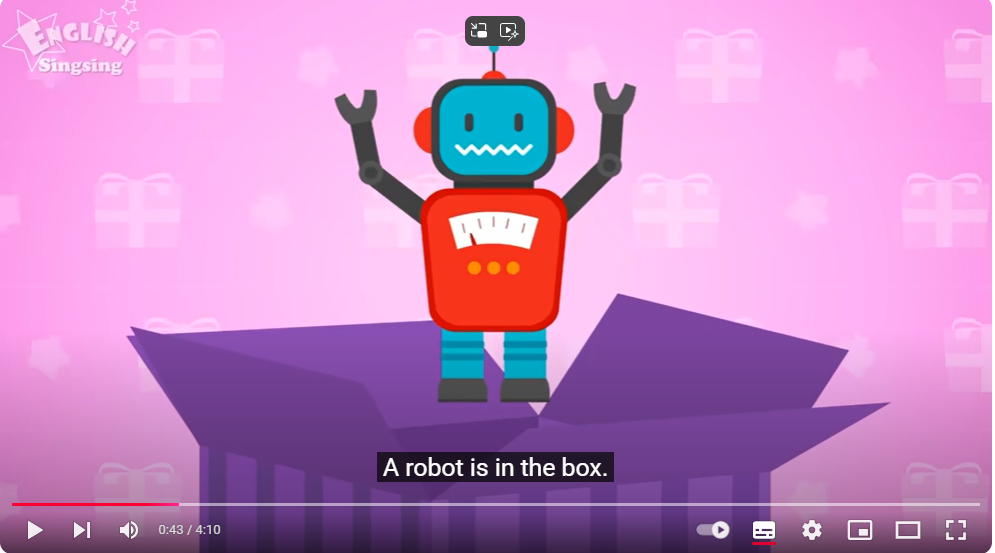 ENGLISH
Singsing
A robot is in the box.
0:43 / 4:10